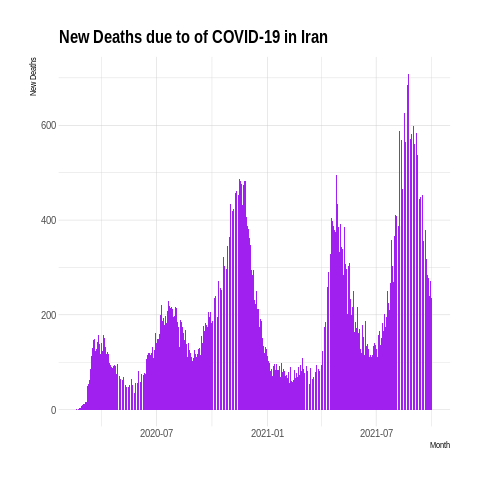 New Deaths due to of COVID-19 in Iran
New Deaths
600
400
200
0
2020-07
2021-01
2021-07
Month